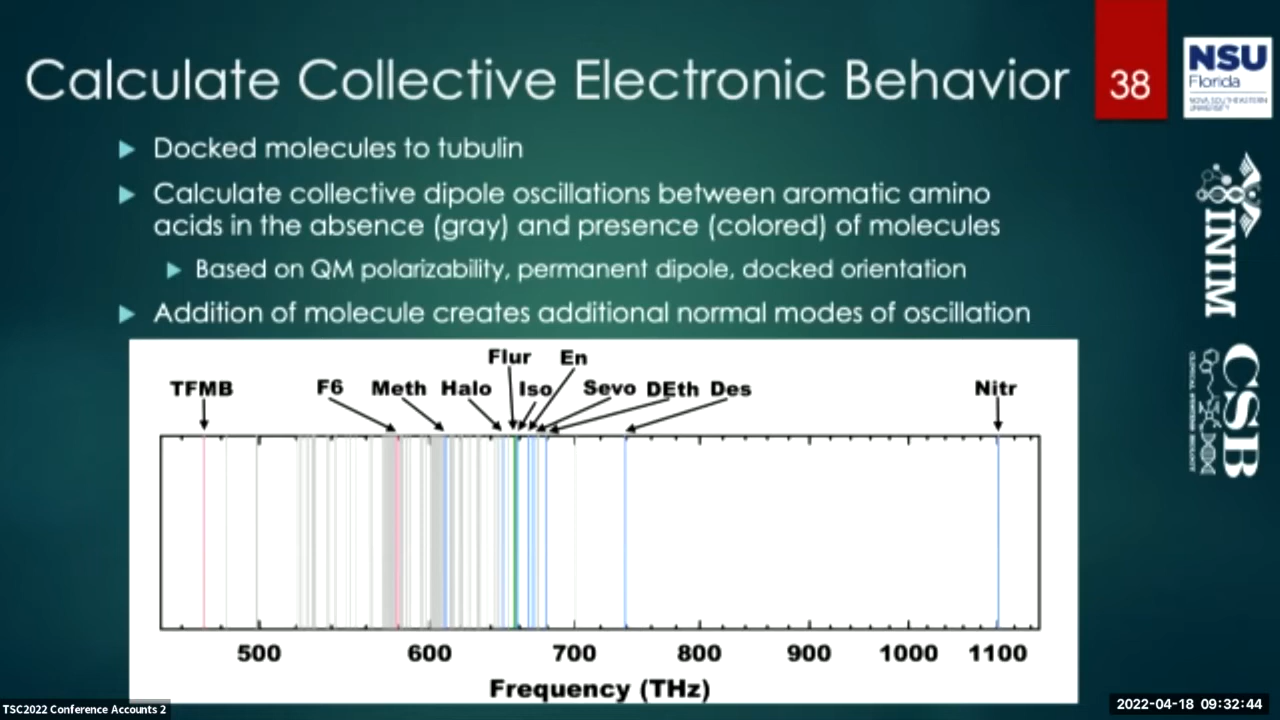 Calculate Collective Electronic Behavior
38
NSU
Florida
NOVA SOUTHEASTERN
UNIVERSITY
Docked molecules to tubulin
Calculate collective dipole oscillations between aromatic amino
acids in the absence (gray) and presence (colored) of molecules
Based on QM polarizability, permanent dipole, docked orientation
Addition of molecule creates additional normal modes of oscillation
INIM
CSB
Flur En
TFMB F6 Meth Halo Iso Sevo DEth Des Nitr
500 600 700 800 900 1000 1100
Frequency (THz)
TSC2022 Conference Accounts 2
2022-04-18 09:32:44